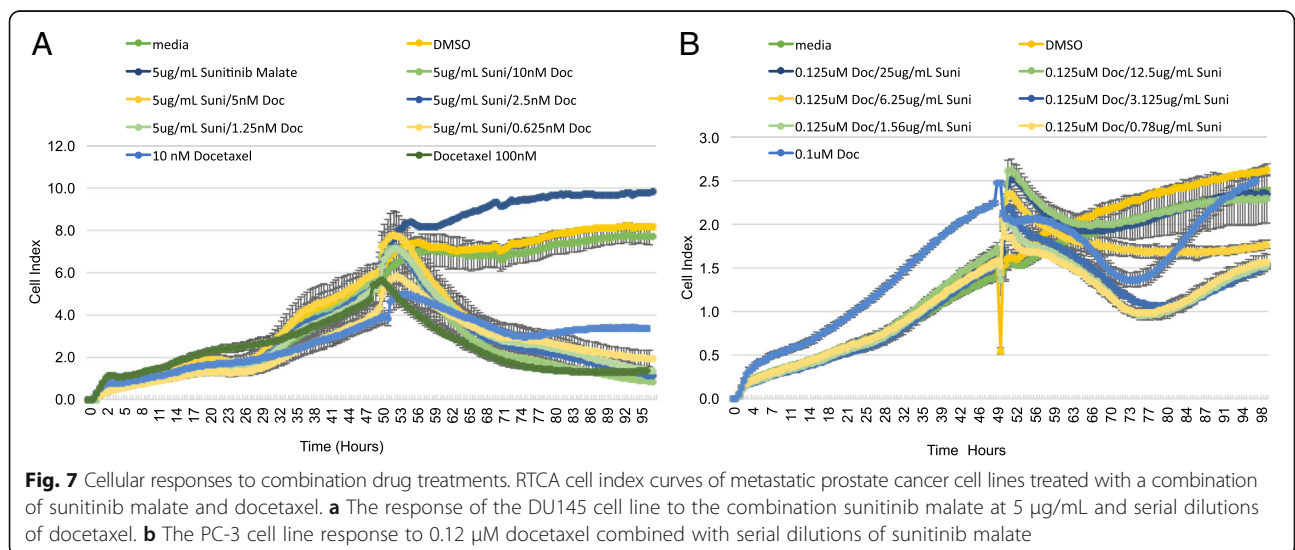 A
media
DMSO
5ug/mL Sunitinib Malate
5ug/mL Suni/10nM Doc
5ug/mL Suni/5nM Doc
5ug/mL Suni/2.5nM Doc
5ug/mL Suni/1.25nM Doc
5ug/mL Suni/0.625nM Doc
10 nM Docetaxel
Docetaxel 100nM
Cell Index
12.0
10.0
8.0
6.0
4.0
2.0
0.0
0 2 5 8 11 14 17 20 23 26 29 32 35 38 41 44 47 50 53 56 59 62 65 68 71 74 77 80 83 86 89 92 95
Time (Hours)
B
media
DMSO
0.125uM Doc/25ug/mL Suni
0.125uM Doc/12.5ug/mL Suni
0.125uM Doc/6.25ug/mL Suni
0.125uM Doc/3.125ug/mL Suni
0.125uM Doc/1.56ug/mL Suni
0.125uM Doc/0.78ug/mL Suni
0.1uM Doc
Cell Index
3.0
2.5
2.0
1.5
1.0
0.5
0.0
0 4 7 11 14 18 21 25 28 32 35 39 42 46 49 52 56 59 63 66 70 73 77 80 84 87 91 94 98
Time Hours
Fig. 7 Cellular responses to combination drug treatments. RTCA cell index curves of metastatic prostate cancer cell lines treated with a combination
of sunitinib malate and docetaxel. a The response of the DU145 cell line to the combination sunitinib malate at 5 µg/mL and serial dilutions
of docetaxel. b The PC-3 cell line response to 0.12 µM docetaxel combined with serial dilutions of sunitinib malate